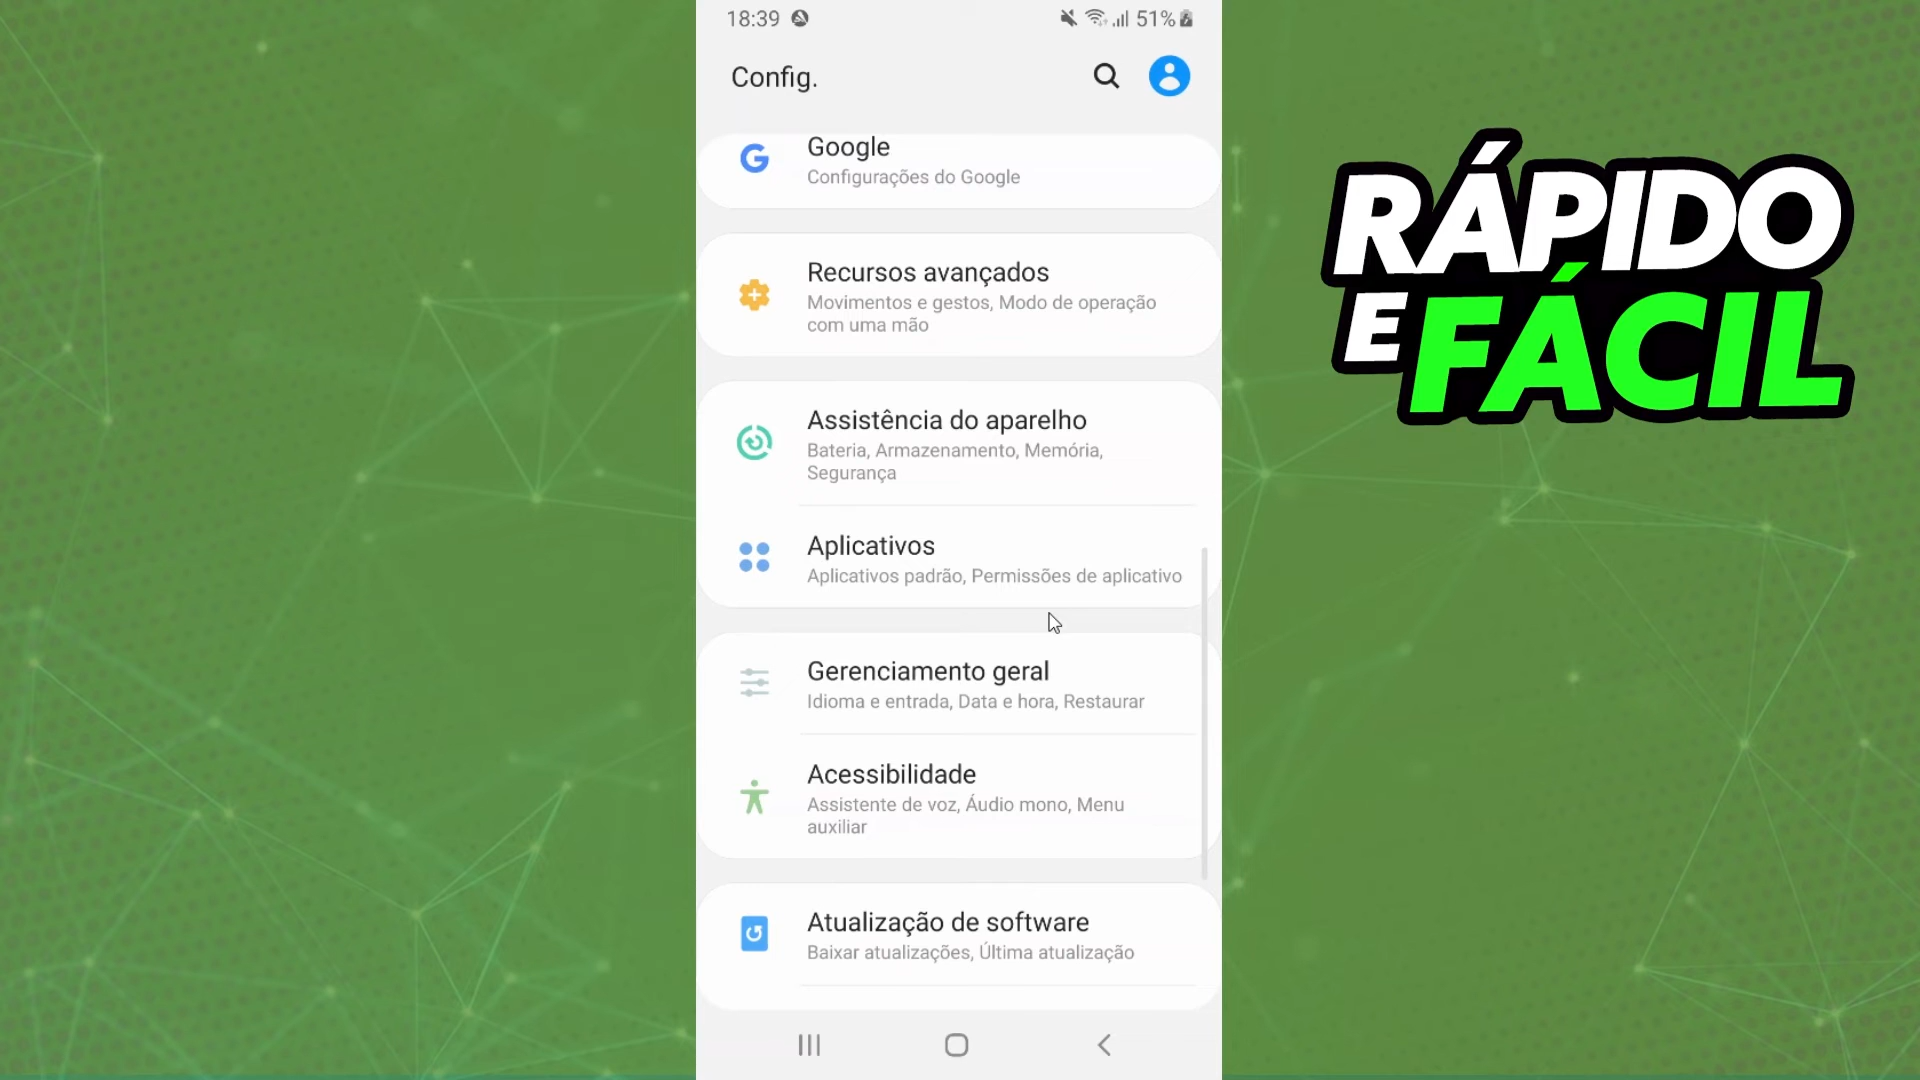 18:39
51%
Config.
Google
Configurações do Google
Recursos avançados
Movimentos e gestos, Modo de operação
com uma mão
Assistência do aparelho
Bateria, Armazenamento, Memória,
Segurança
Aplicativos
Aplicativos padrão, Permissões de aplicativo
Gerenciamento geral
Idioma e entrada, Data e hora, Restaurar
Acessibilidade
Assistente de voz, Áudio mono, Menu
auxiliar
Atualização de software
Baixar atualizações, Última atualização
RÁPIDO
E FÁCIL